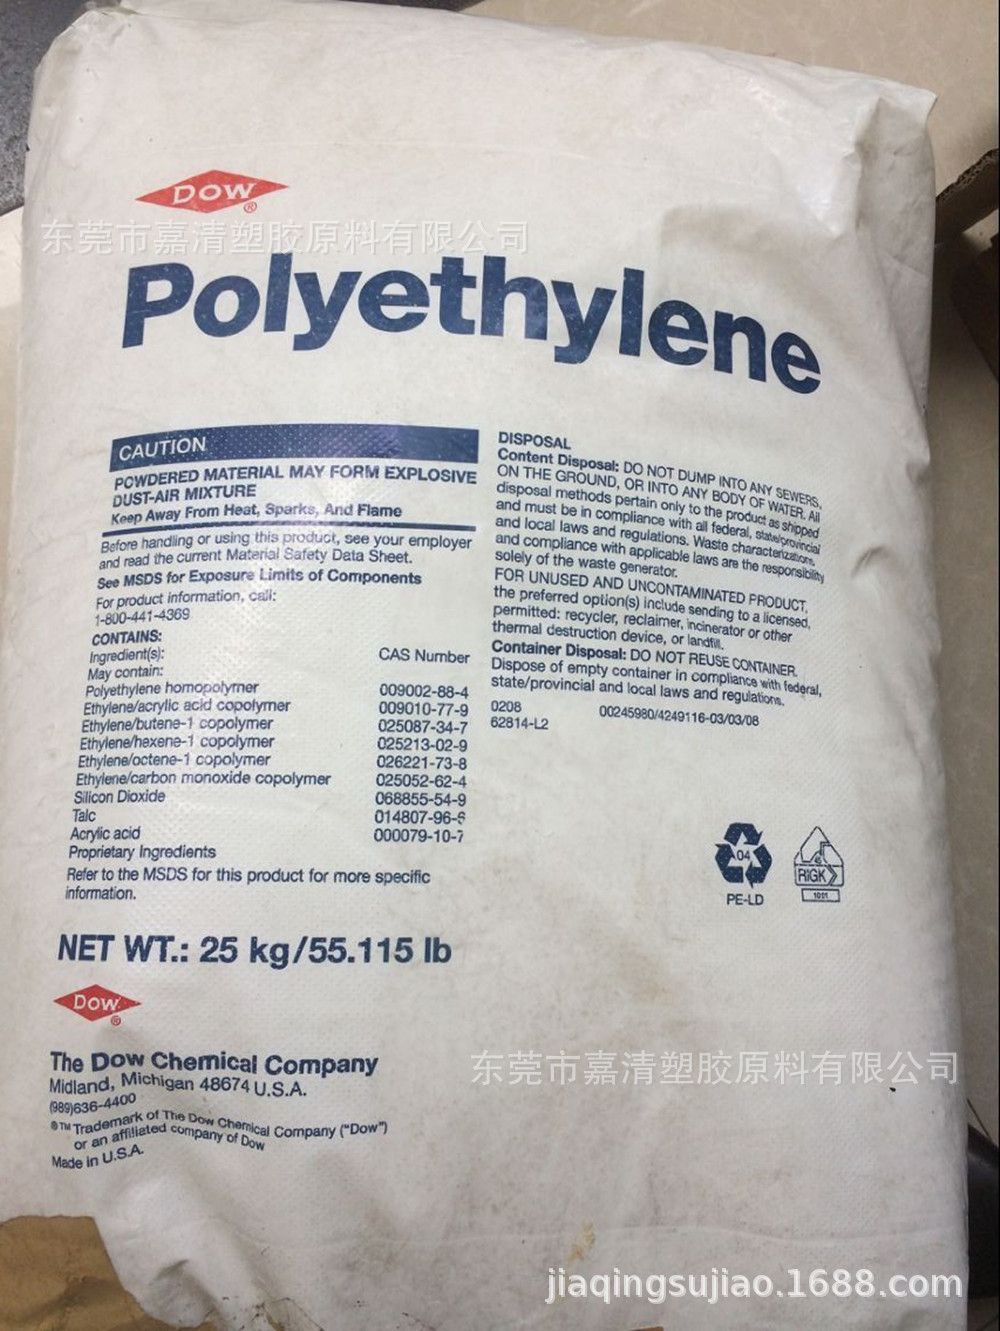 DOW®
东莞市嘉清塑胶原料有限公司
Polyethylene
CAUTION
POWDERED MATERIAL MAY FORM EXPLOSIVE
DUST-AIR MIXTURE
Keep Away From Heat, Sparks, And Flame
Before handling or using this product, see your employer
and read the current Material Safety Data Sheet.
See MSDS for Exposure Limits of Components
For product information, call:
1-800-441-4369
CONTAINS:
Ingredient(s): CAS Number
May contain:
Polyethylene homopolymer 009002-88-4
Ethylene/acrylic acid copolymer 009010-77-9
Ethylene/butene-1 copolymer 025087-34-7
Ethylene/hexene-1 copolymer 025213-02-9
Ethylene/octene-1 copolymer 026221-73-8
Ethylene/carbon monoxide copolymer 025052-62-4
Silicon Dioxide 068855-54-9
Talc 014807-96-6
Acrylic acid 000079-10-7
Proprietary Ingredients
Refer to the MSDS for this product for more specific
information.
DISPOSAL
Content Disposal: DO NOT DUMP INTO ANY SEWERS,
ON THE GROUND, OR INTO ANY BODY OF WATER. All
disposal methods pertain only to the product as shipped
and must be in compliance with all federal, state/provincial
and local laws and regulations. Waste characterizations,
and compliance with applicable laws are the responsibility
solely of the waste generator.
FOR UNUSED AND UNCONTAMINATED PRODUCT,
the preferred option(s) include sending to a licensed,
permitted: recycler, reclaimer, incinerator or other
thermal destruction device, or landfill.
Container Disposal: DO NOT REUSE CONTAINER.
Dispose of empty container in compliance with federal,
state/provincial and local laws and regulations.
0208 00245980/4249116-03/03/08
62814-L2
04
PE-LD
RIGK
1011
NET WT.: 25 kg/55.115 lb
DOW®
The Dow Chemical Company
Midland, Michigan 48674 U.S.A.
(989)636-4400
®™ Trademark of The Dow Chemical Company ("Dow")
or an affiliated company of Dow
Made in U.S.A.
东莞市嘉清塑胶原料有限公司
jiaqingsujiao.1688.com